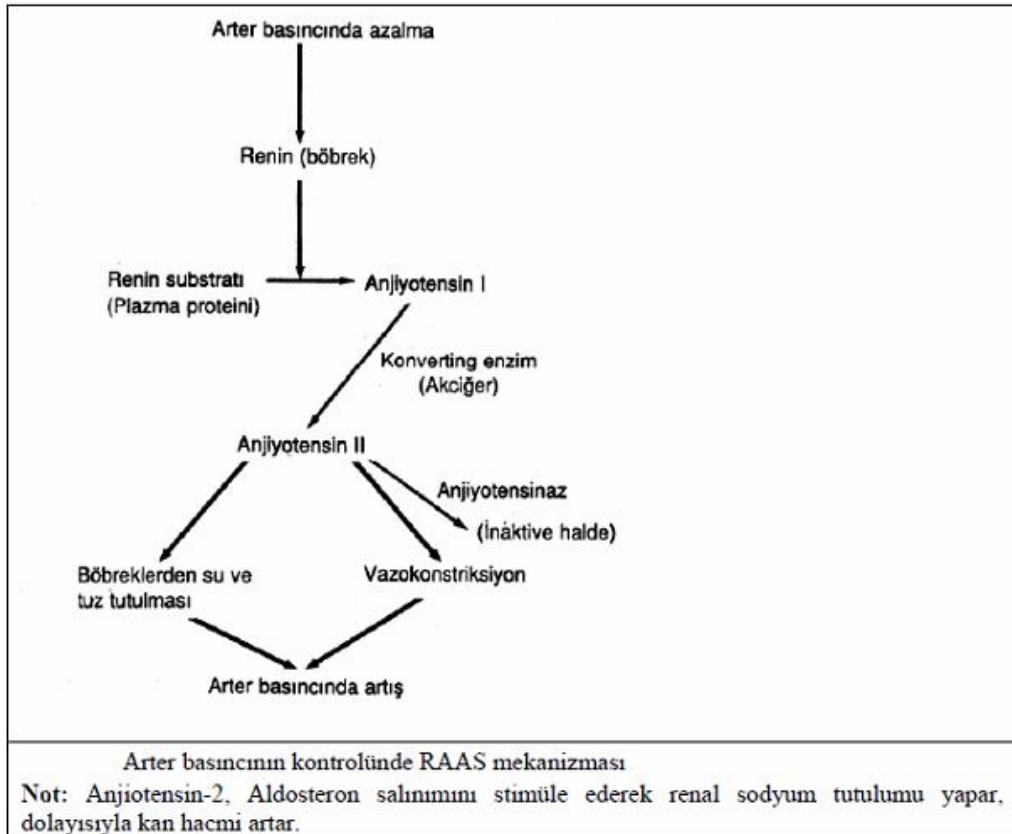 Arter basıncında azalma
Renin (böbrek)
Renin substratı
(Plazma proteini)
Anjiyotensin I
Konverting enzim
(Akciğer)
Anjiyotensin II
Anjiyotensinaz
(İnaktive halde)
Böbreklerden su ve
tuz tutulması
Vazokonstriksiyon
Arter basıncında artış
Arter basıncının kontrolünde RAAS mekanizması
Not: Anjiotensin-2, Aldosteron salınımını stimüle ederek renal sodyum tutulumu yapar,
dolayısıyla kan hacmi artar.